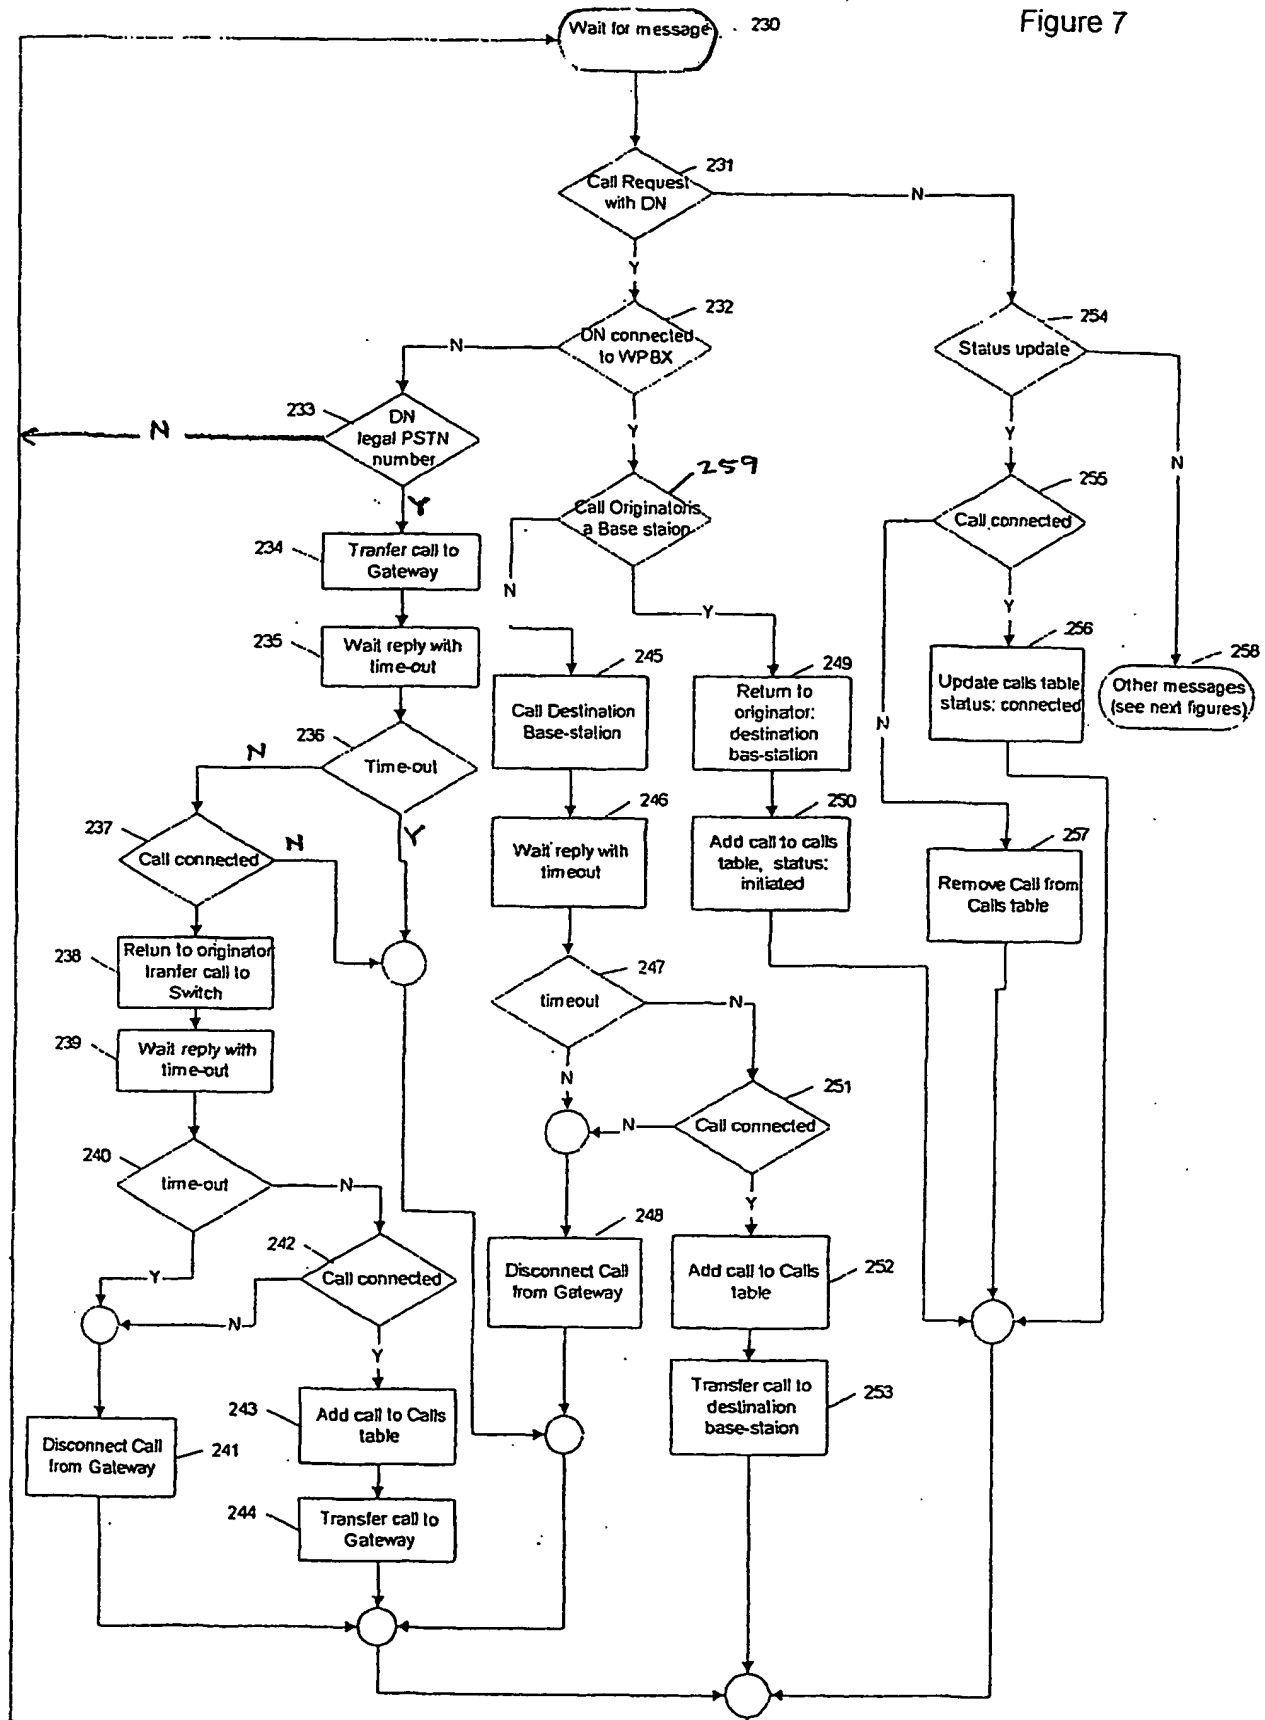 Figure 7
Wait for message
230
231
Call Request
with DN
N
Y
232
DN connected
to WPBX
N
254
Status update
233
DN
legal PSTN
number
N
Y
Y
N
259
Call Originatoris
a Base staion
255
Call connected
Y
234
Tranfer call to
Gateway
N
Y
Y
N
235
Wait reply with
time-out
245
Call Destination
Base-station
249
Return to
originator:
destination
bas-station
256
Update calls table
status: connected
258
Other messages
(see next figures)
236
Time-out
N
Y
246
Wait reply with
timeout
250
Add call to calls
table, status:
initiated
237
Call connected
N
257
Remove Call from
Calls table
238
Retun to originator
tranfer call to
Switch
247
timeout
N
N
239
Wait reply with
time-out
251
Call connected
N
Y
240
time-out
N
Y
242
Call connected
N
Y
248
Disconnect Call
from Gateway
252
Add call to Calls
table
243
Add call to Calls
table
253
Transfer call to
destination
base-staion
241
Disconnect Call
from Gateway
244
Transfer call to
Gateway